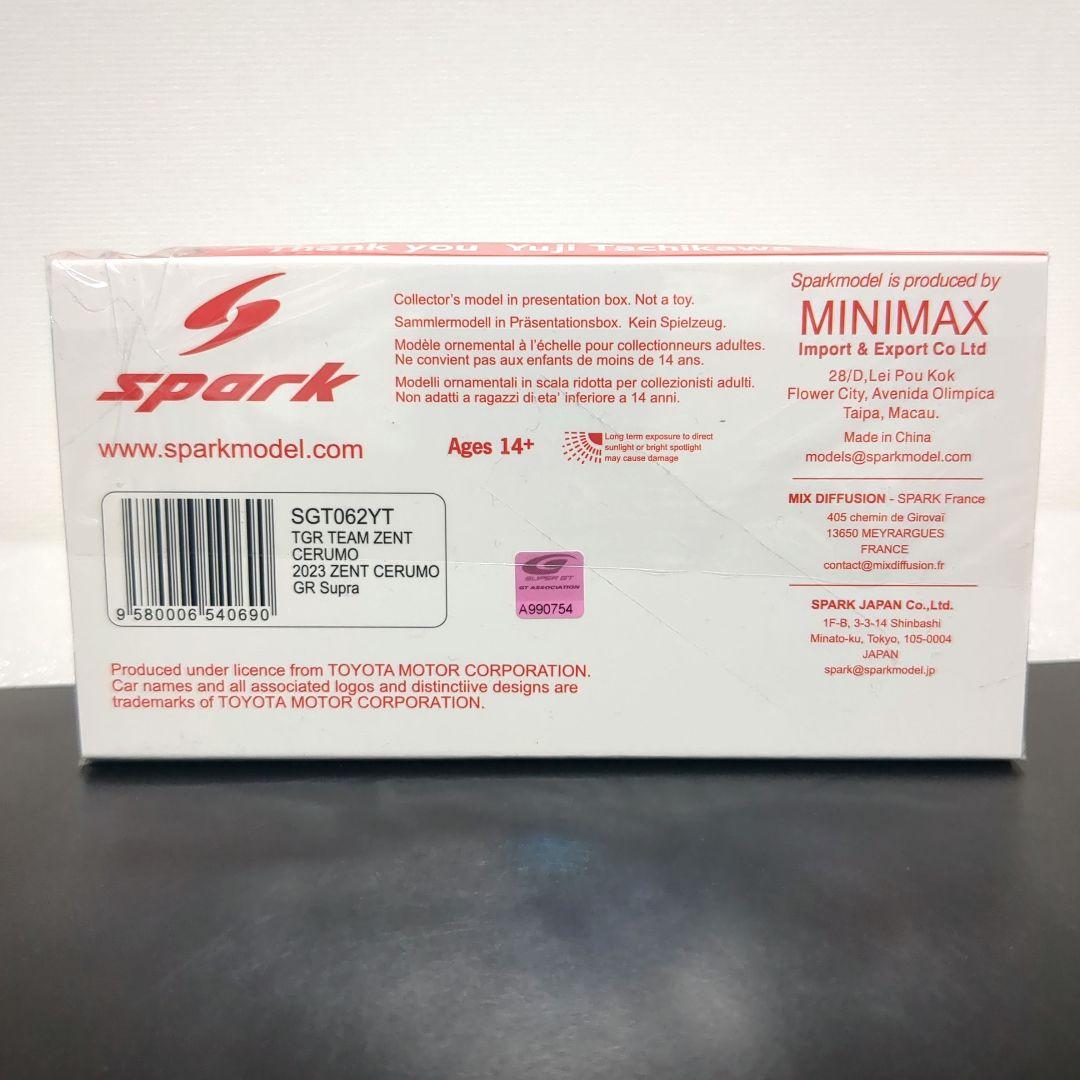 Thank you Yuji Tachikawa
spark
www.sparkmodel.com
Collector's model in presentation box. Not a toy.
Sammlermodell in Präsentationsbox. Kein Spielzeug.
Modèle ornemental à l'échelle pour collectionneurs adultes.
Ne convient pas aux enfants de moins de 14 ans.
Modelli ornamentali in scala ridotta per collezionisti adulti.
Non adatti a ragazzi di eta' inferiore a 14 anni.
Ages 14+
Long term exposure to direct
sunlight or bright spotlight
may cause damage
Sparkmodel is produced by
MINIMAX
Import & Export Co Ltd
28/D,Lei Pou Kok
Flower City, Avenida Olimpica
Taipa, Macau.
Made in China
models@sparkmodel.com
MIX DIFFUSION - SPARK France
405 chemin de Girovaï
13650 MEYRARGUES
FRANCE
contact@mixdiffusion.fr
SPARK JAPAN Co.,Ltd.
1F-B, 3-3-14 Shinbashi
Minato-ku, Tokyo, 105-0004
JAPAN
spark@sparkmodel.jp
SGT062YT
TGR TEAM ZENT
CERUMO
2023 ZENT CERUMO
GR Supra
9 580006 540690
SUPER GT
GT ASSOCIATION
A990754
Produced under licence from TOYOTA MOTOR CORPORATION.
Car names and all associated logos and distinctiive designs are
trademarks of TOYOTA MOTOR CORPORATION.